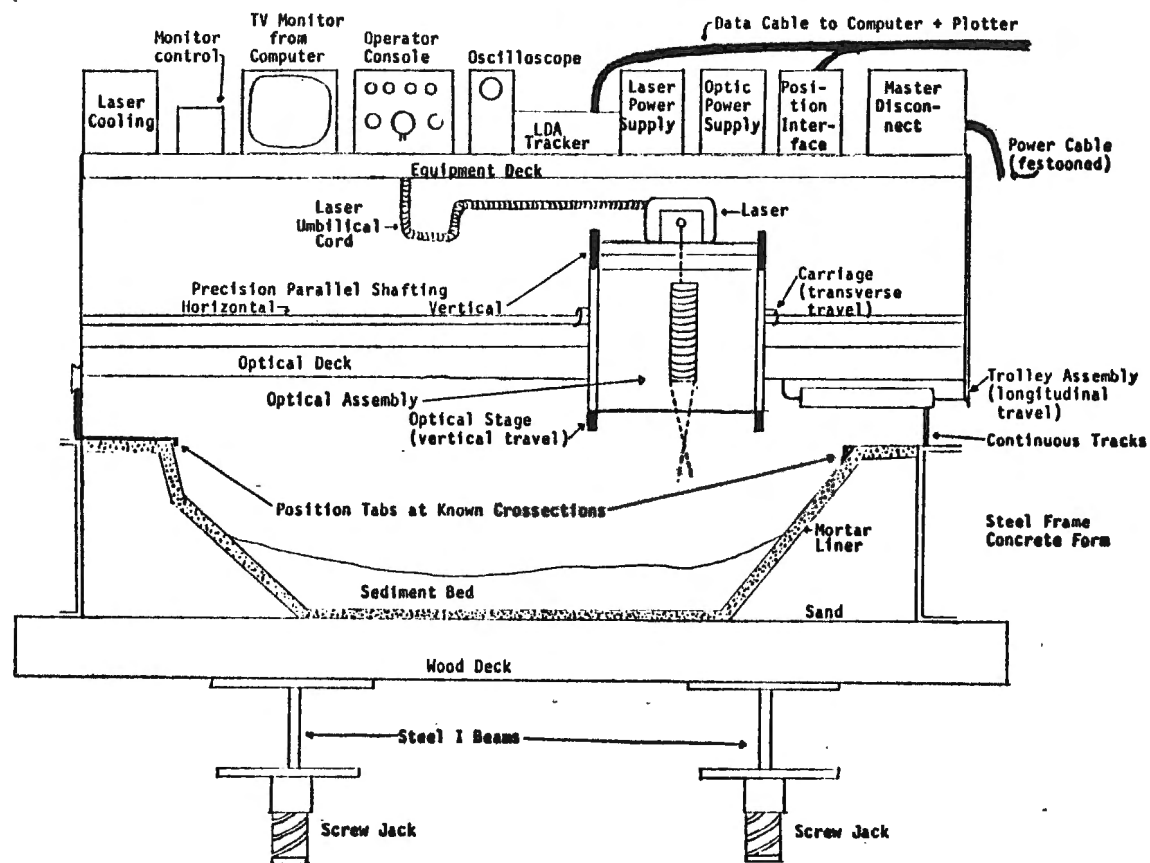 Data Cable to Computer + Plotter
TV Monitor
from
Computer
Monitor
control
Operator
Console
Oscilloscope
Laser
Cooling
LDA
Tracker
Laser
Power
Supply
Optic
Power
Supply
Posi-
tion
Inter-
face
Master
Discon-
nect
Power Cable
(festooned)
Equipment Deck
Laser
Umbilical
Cord
Laser
Precision Parallel Shafting
Horizontal
Vertical
Carriage
(transverse
travel)
Optical Deck
Optical Assembly
Optical Stage
(vertical travel)
Trolley Assembly
(longitudinal
travel)
Continuous Tracks
Position Tabs at Known Crossections
Mortar
Liner
Steel Frame
Concrete Form
Sediment Bed
Sand
Wood Deck
Steel I Beams
Screw Jack
Screw Jack